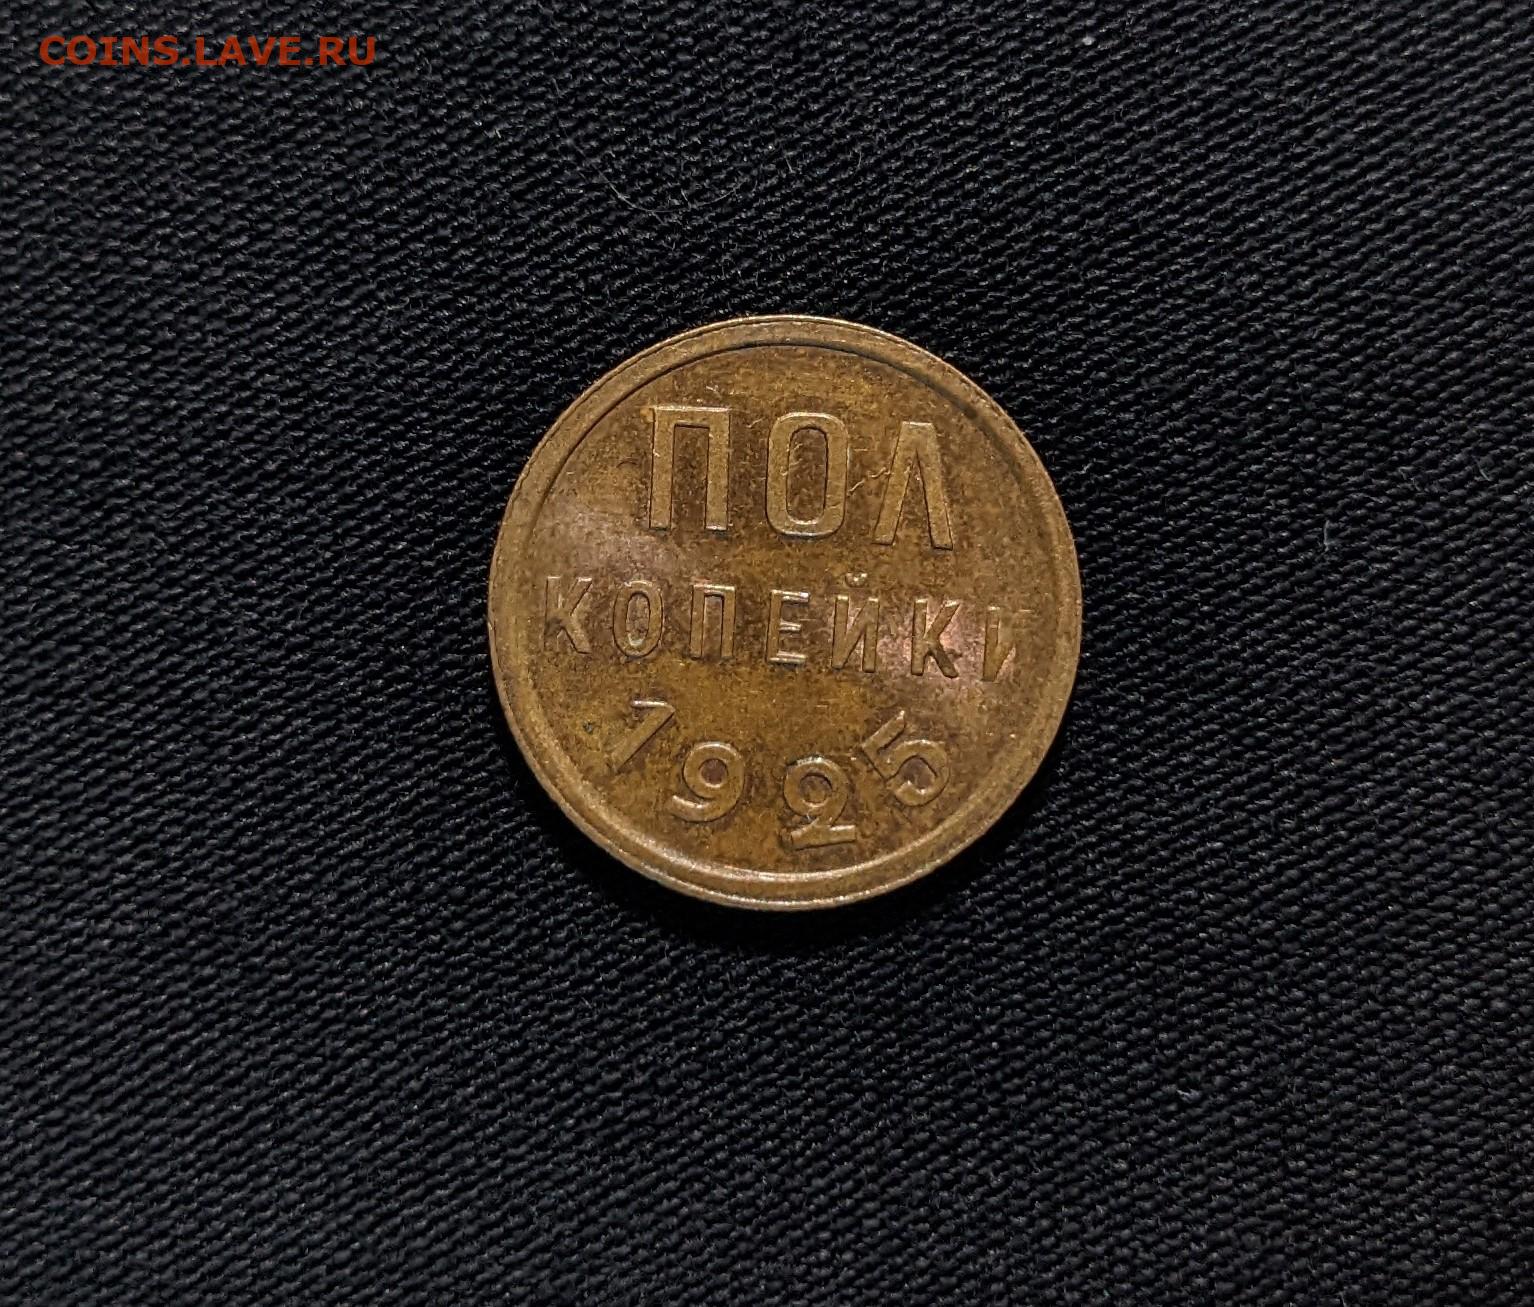 COINS.LAVE.RU
ПОЛ
КОПЕЙКИ
1925